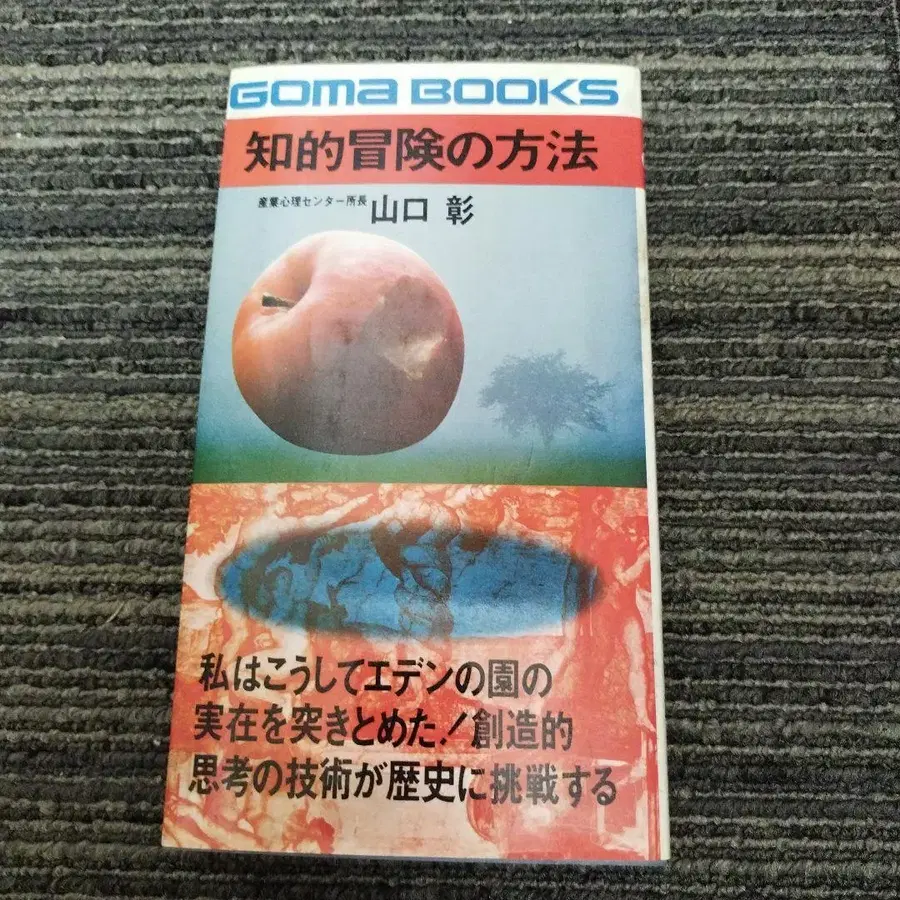 GOMA BOOKS
知的冒険の方法
産業心理センター所長 山口 彰
私はこうしてエデンの園の
実在を突きとめた!創造的
思考の技術が歴史に挑戦する